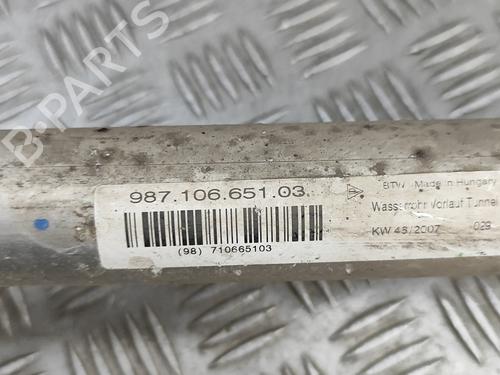 987.106.651.03
(98) 710665103
BTW Made in Hungary
Wasserrohr Vorlauf Tunnel
KW 45/2007 029
B-PARTS